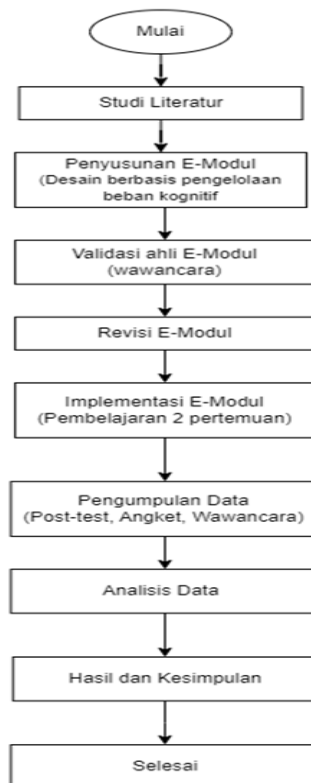 Mulai
Studi Literatur
Penyusunan E-Modul
(Desain berbasis pengelolaan
beban kognitif
Validasi ahli E-Modul
(wawancara)
Revisi E-Modul
Implementasi E-Modul
(Pembelajaran 2 pertemuan)
Pengumpulan Data
(Post-test, Angket, Wawancara)
Analisis Data
Hasil dan Kesimpulan
Selesai